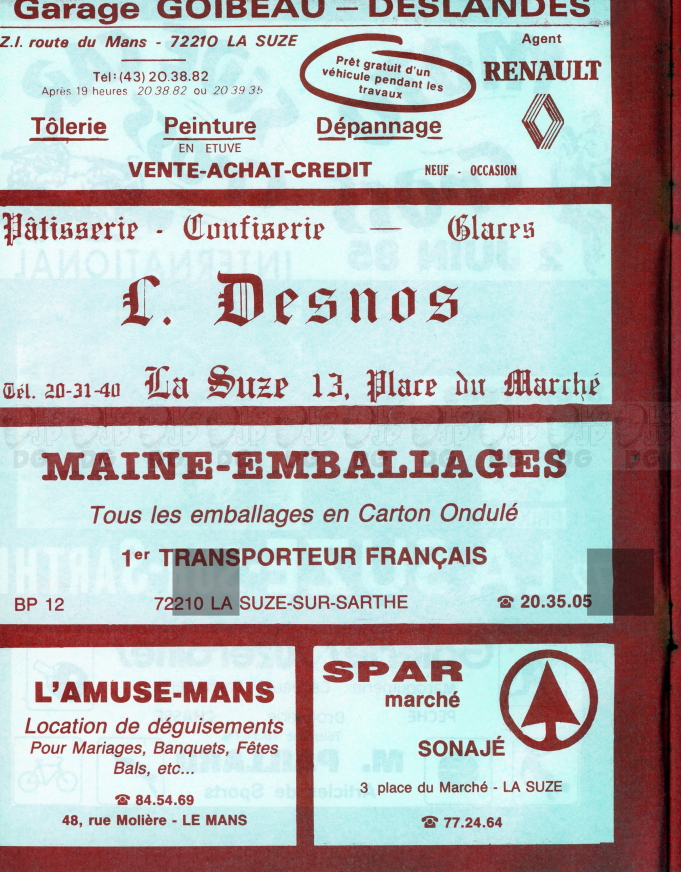 Garage GOIBEAU – DESLANDES
Z.I. route du Mans - 72210 LA SUZE
Tel: (43) 20.38.82
Après 19 heures 20 38 82 ou 20 39 35
Prêt gratuit d'un
véhicule pendant les
travaux
Agent
RENAULT
Tôlerie Peinture Dépannage
EN ETUVE
VENTE-ACHAT-CREDIT NEUF - OCCASION
Pâtisserie - Confiserie — Glaces
L. Desnos
Tél. 20-31-40 La Suze 13, Place du Marché
MAINE-EMBALLAGES
Tous les emballages en Carton Ondulé
1er TRANSPORTEUR FRANÇAIS
BP 12 72210 LA SUZE-SUR-SARTHE ☎ 20.35.05
L'AMUSE-MANS
Location de déguisements
Pour Mariages, Banquets, Fêtes
Bals, etc...
☎ 84.54.69
48, rue Molière - LE MANS
SPAR
marché
SONAJÉ
3 place du Marché - LA SUZE
☎ 77.24.64